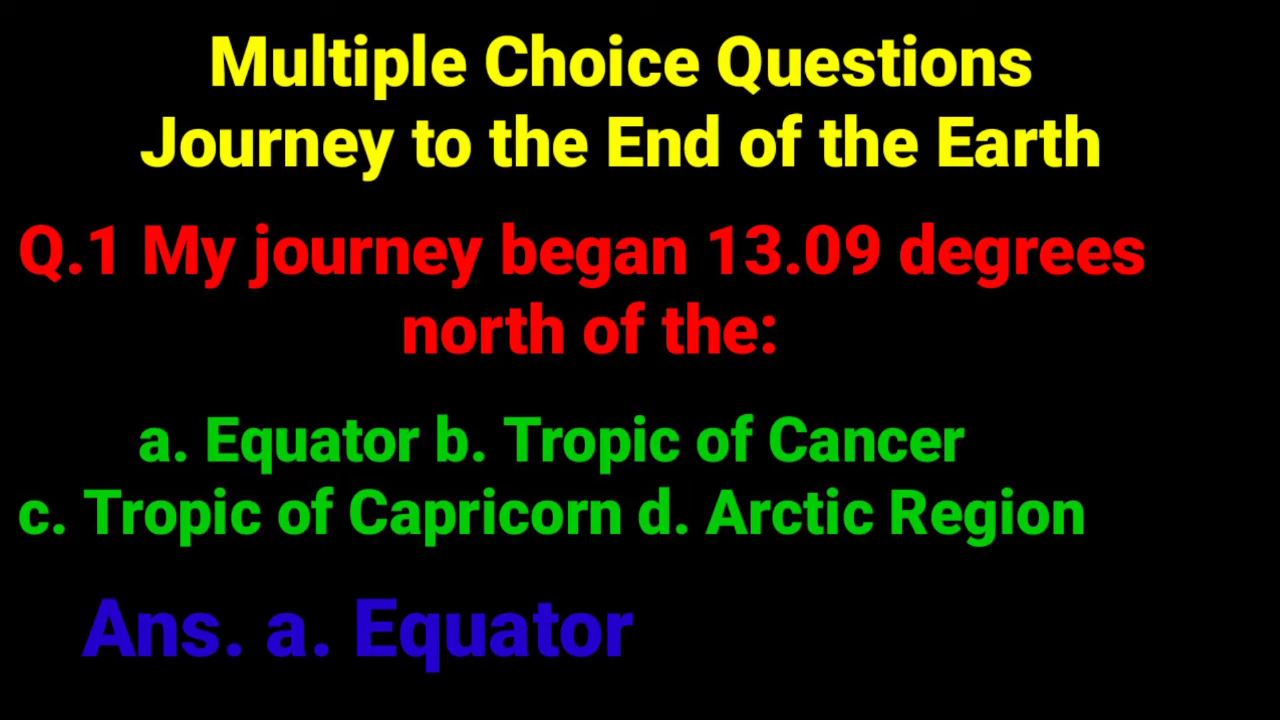 Multiple Choice Questions
Journey to the End of the Earth
Q.1 My journey began 13.09 degrees
north of the:
a. Equator b. Tropic of Cancer
c. Tropic of Capricorn d. Arctic Region
Ans. a. Equator